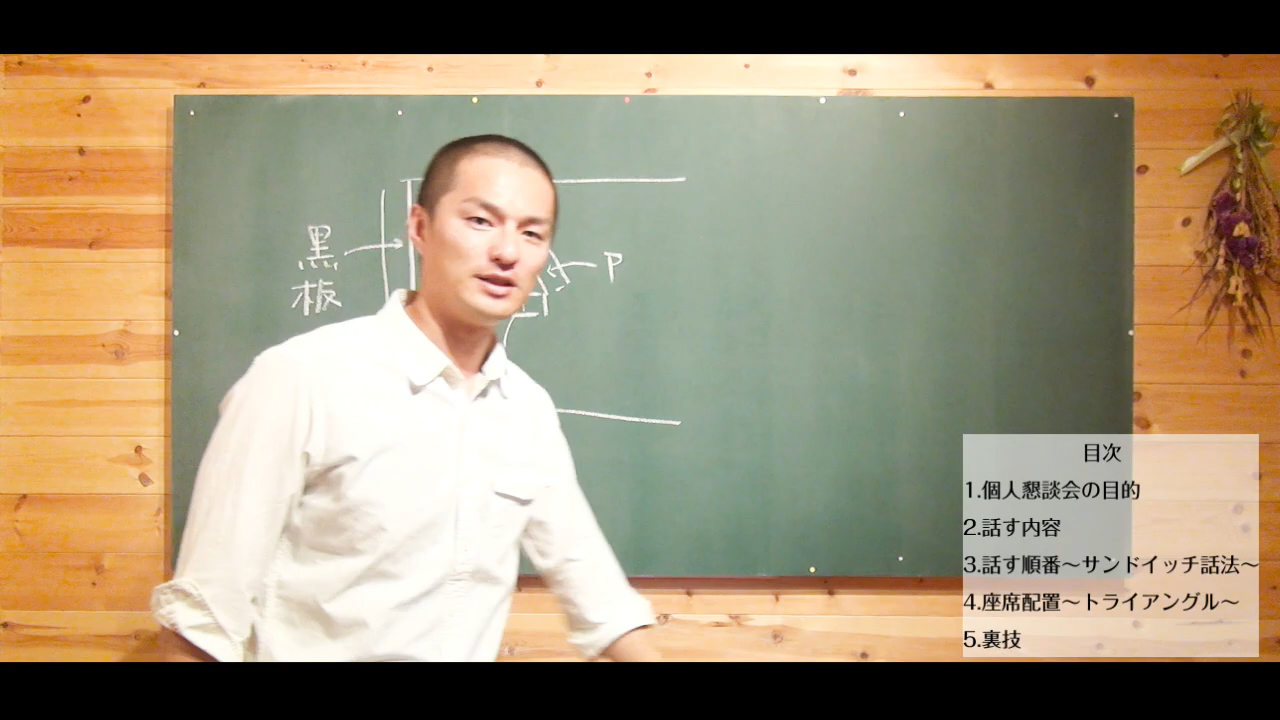 黒
板
P
目次
1.個人懇談会の目的
2.話す内容
3.話す順番～サンドイッチ話法～
4.座席配置～トライアングル～
5.裏技